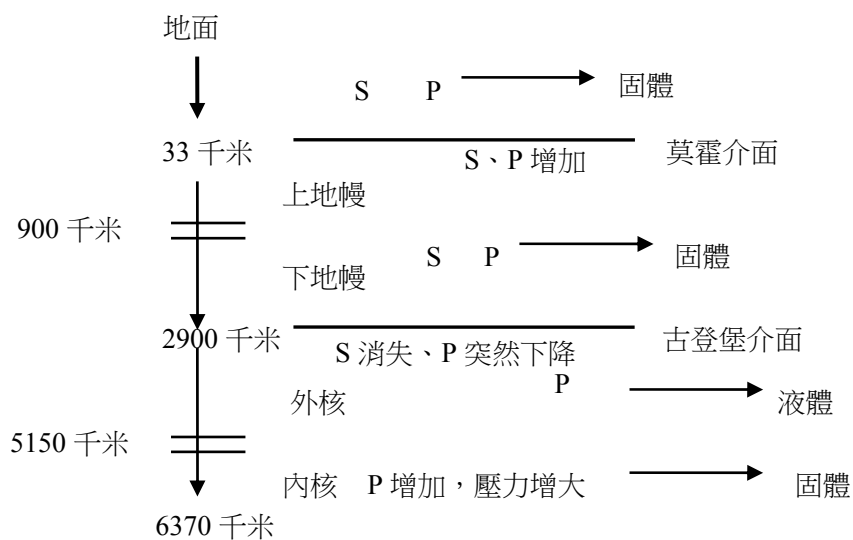 地面
S P 固體
33 千米 莫霍介面
S、P 增加
上地幔
900 千米
S P 固體
下地幔
2900 千米 古登堡介面
S 消失、P 突然下降
P
外核 液體
5150 千米
內核 P 增加，壓力增大 固體
6370 千米